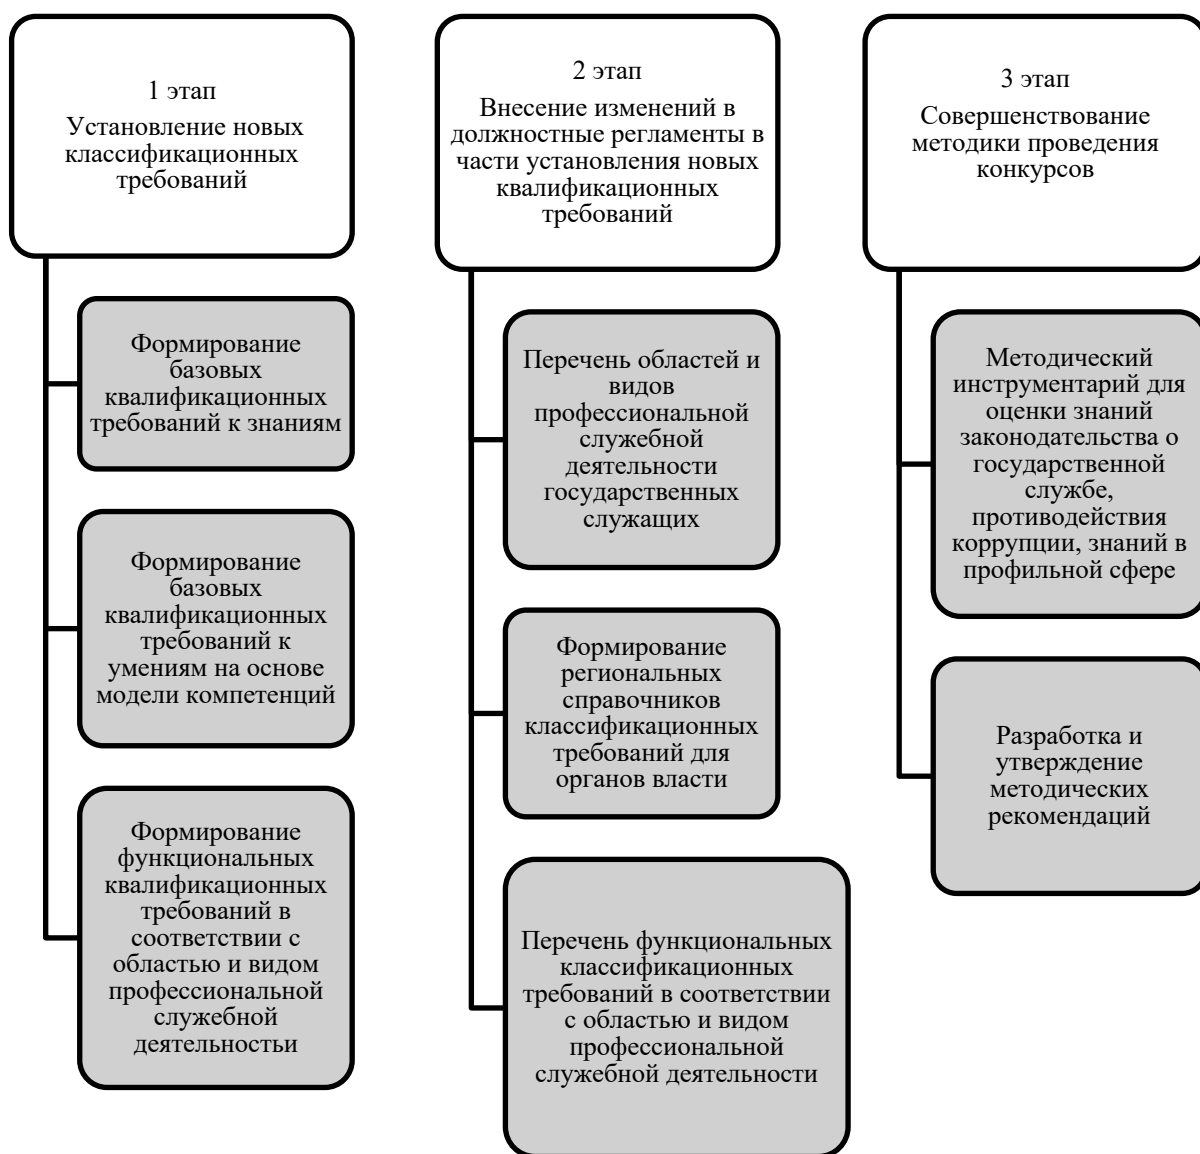 1 этап
Установление новых
классификационных
требований
Формирование
базовых
квалификационных
требований к знаниям
Формирование
базовых
квалификационных
требований к
умениям на основе
модели компетенций
Формирование
функциональных
квалификационных
требований в
соответствии с
областью и видом
профессиональной
служебной
деятельностьи
2 этап
Внесение изменений в
должностные регламенты в
части установления новых
квалификационных
требований
Перечень областей и
видов
профессиональной
служебной
деятельности
государственных
служащих
Формирование
региональных
справочников
классификационных
требований для
органов власти
Перечень функциональных
классификационных
требований в соответствии
с областью и видом
профессиональной
служебной деятельности
3 этап
Совершенствование
методики проведения
конкурсов
Методический
инструментарий для
оценки знаний
законодательства о
государственной
службе,
противодействия
коррупции, знаний в
профильной сфере
Разработка и
утверждение
методических
рекомендаций